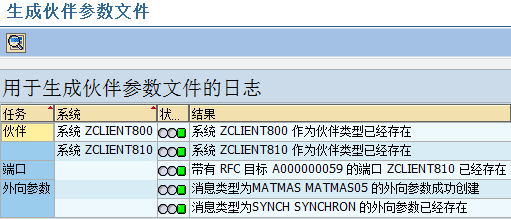 生成伙伴参数文件
用于生成伙伴参数文件的日志
任务 系统 状... 结果
伙伴 系统 ZCLIENT800 系统 ZCLIENT800 作为伙伴类型已经存在
系统 ZCLIENT810 系统 ZCLIENT810 作为伙伴类型已经存在
端口 带有 RFC 目标 A000000059 的端口 ZCLIENT810 已经存在
外向参数 消息类型为MATMAS MATMAS05 的外向参数成功创建
消息类型为SYNCH SYNCHRON 的外向参数已经存在